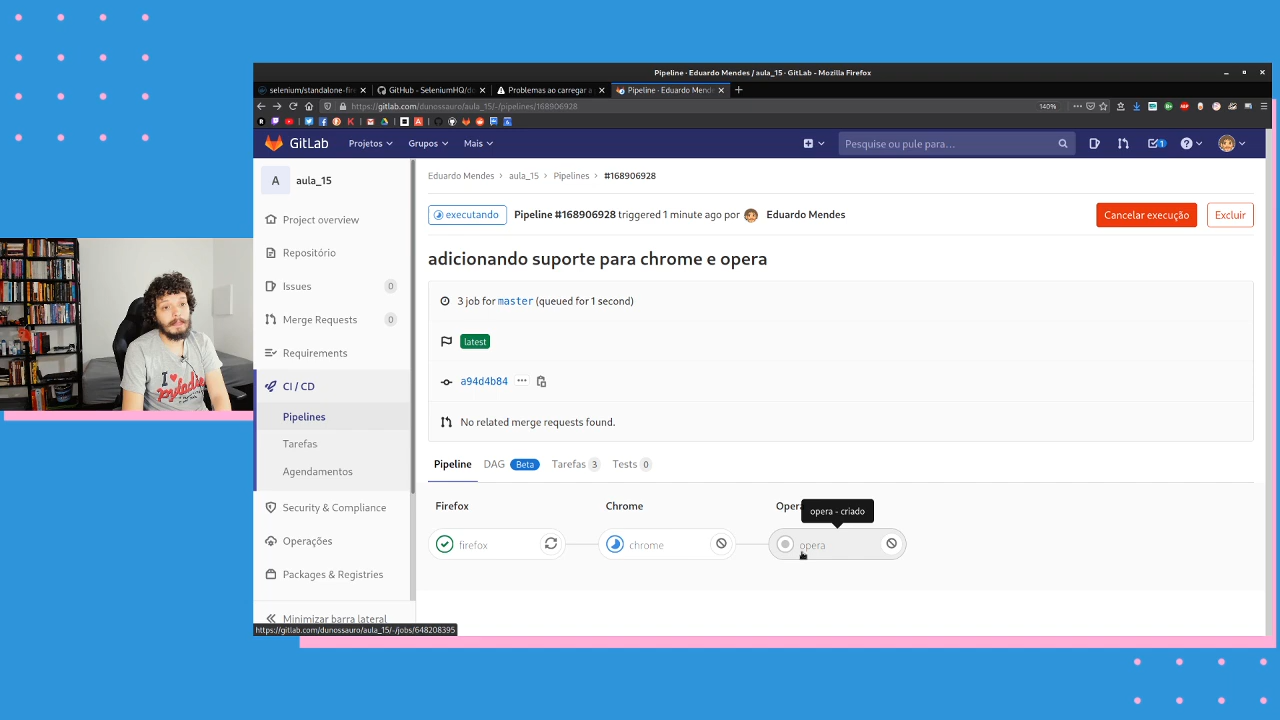 Pipeline · Eduardo Mendes / aula_15 · GitLab - Mozilla Firefox
selenium/standalone-fire
GitHub - SeleniumHQ/do
Problemas ao carregar a
Pipeline · Eduardo Mende
https://gitlab.com/dunossauro/aula_15/-/pipelines/168906928
140%
GitLab
Projetos
Grupos
Mais
Pesquise ou pule para…
1
A
aula_15
Project overview
Repositório
Issues
0
Merge Requests
0
Requirements
CI / CD
Pipelines
Tarefas
Agendamentos
Security & Compliance
Operações
Packages & Registries
Minimizar barra lateral
https://gitlab.com/dunossauro/aula_15/-/jobs/648208395
Eduardo Mendes › aula_15 › Pipelines › #168906928
executando
Pipeline #168906928 triggered 1 minute ago por Eduardo Mendes
Cancelar execução
Excluir
adicionando suporte para chrome e opera
3 job for master (queued for 1 second)
latest
a94d4b84 ···
No related merge requests found.
Pipeline
DAG Beta
Tarefas 3
Tests 0
Firefox
Chrome
Opera
opera - criado
firefox
chrome
opera